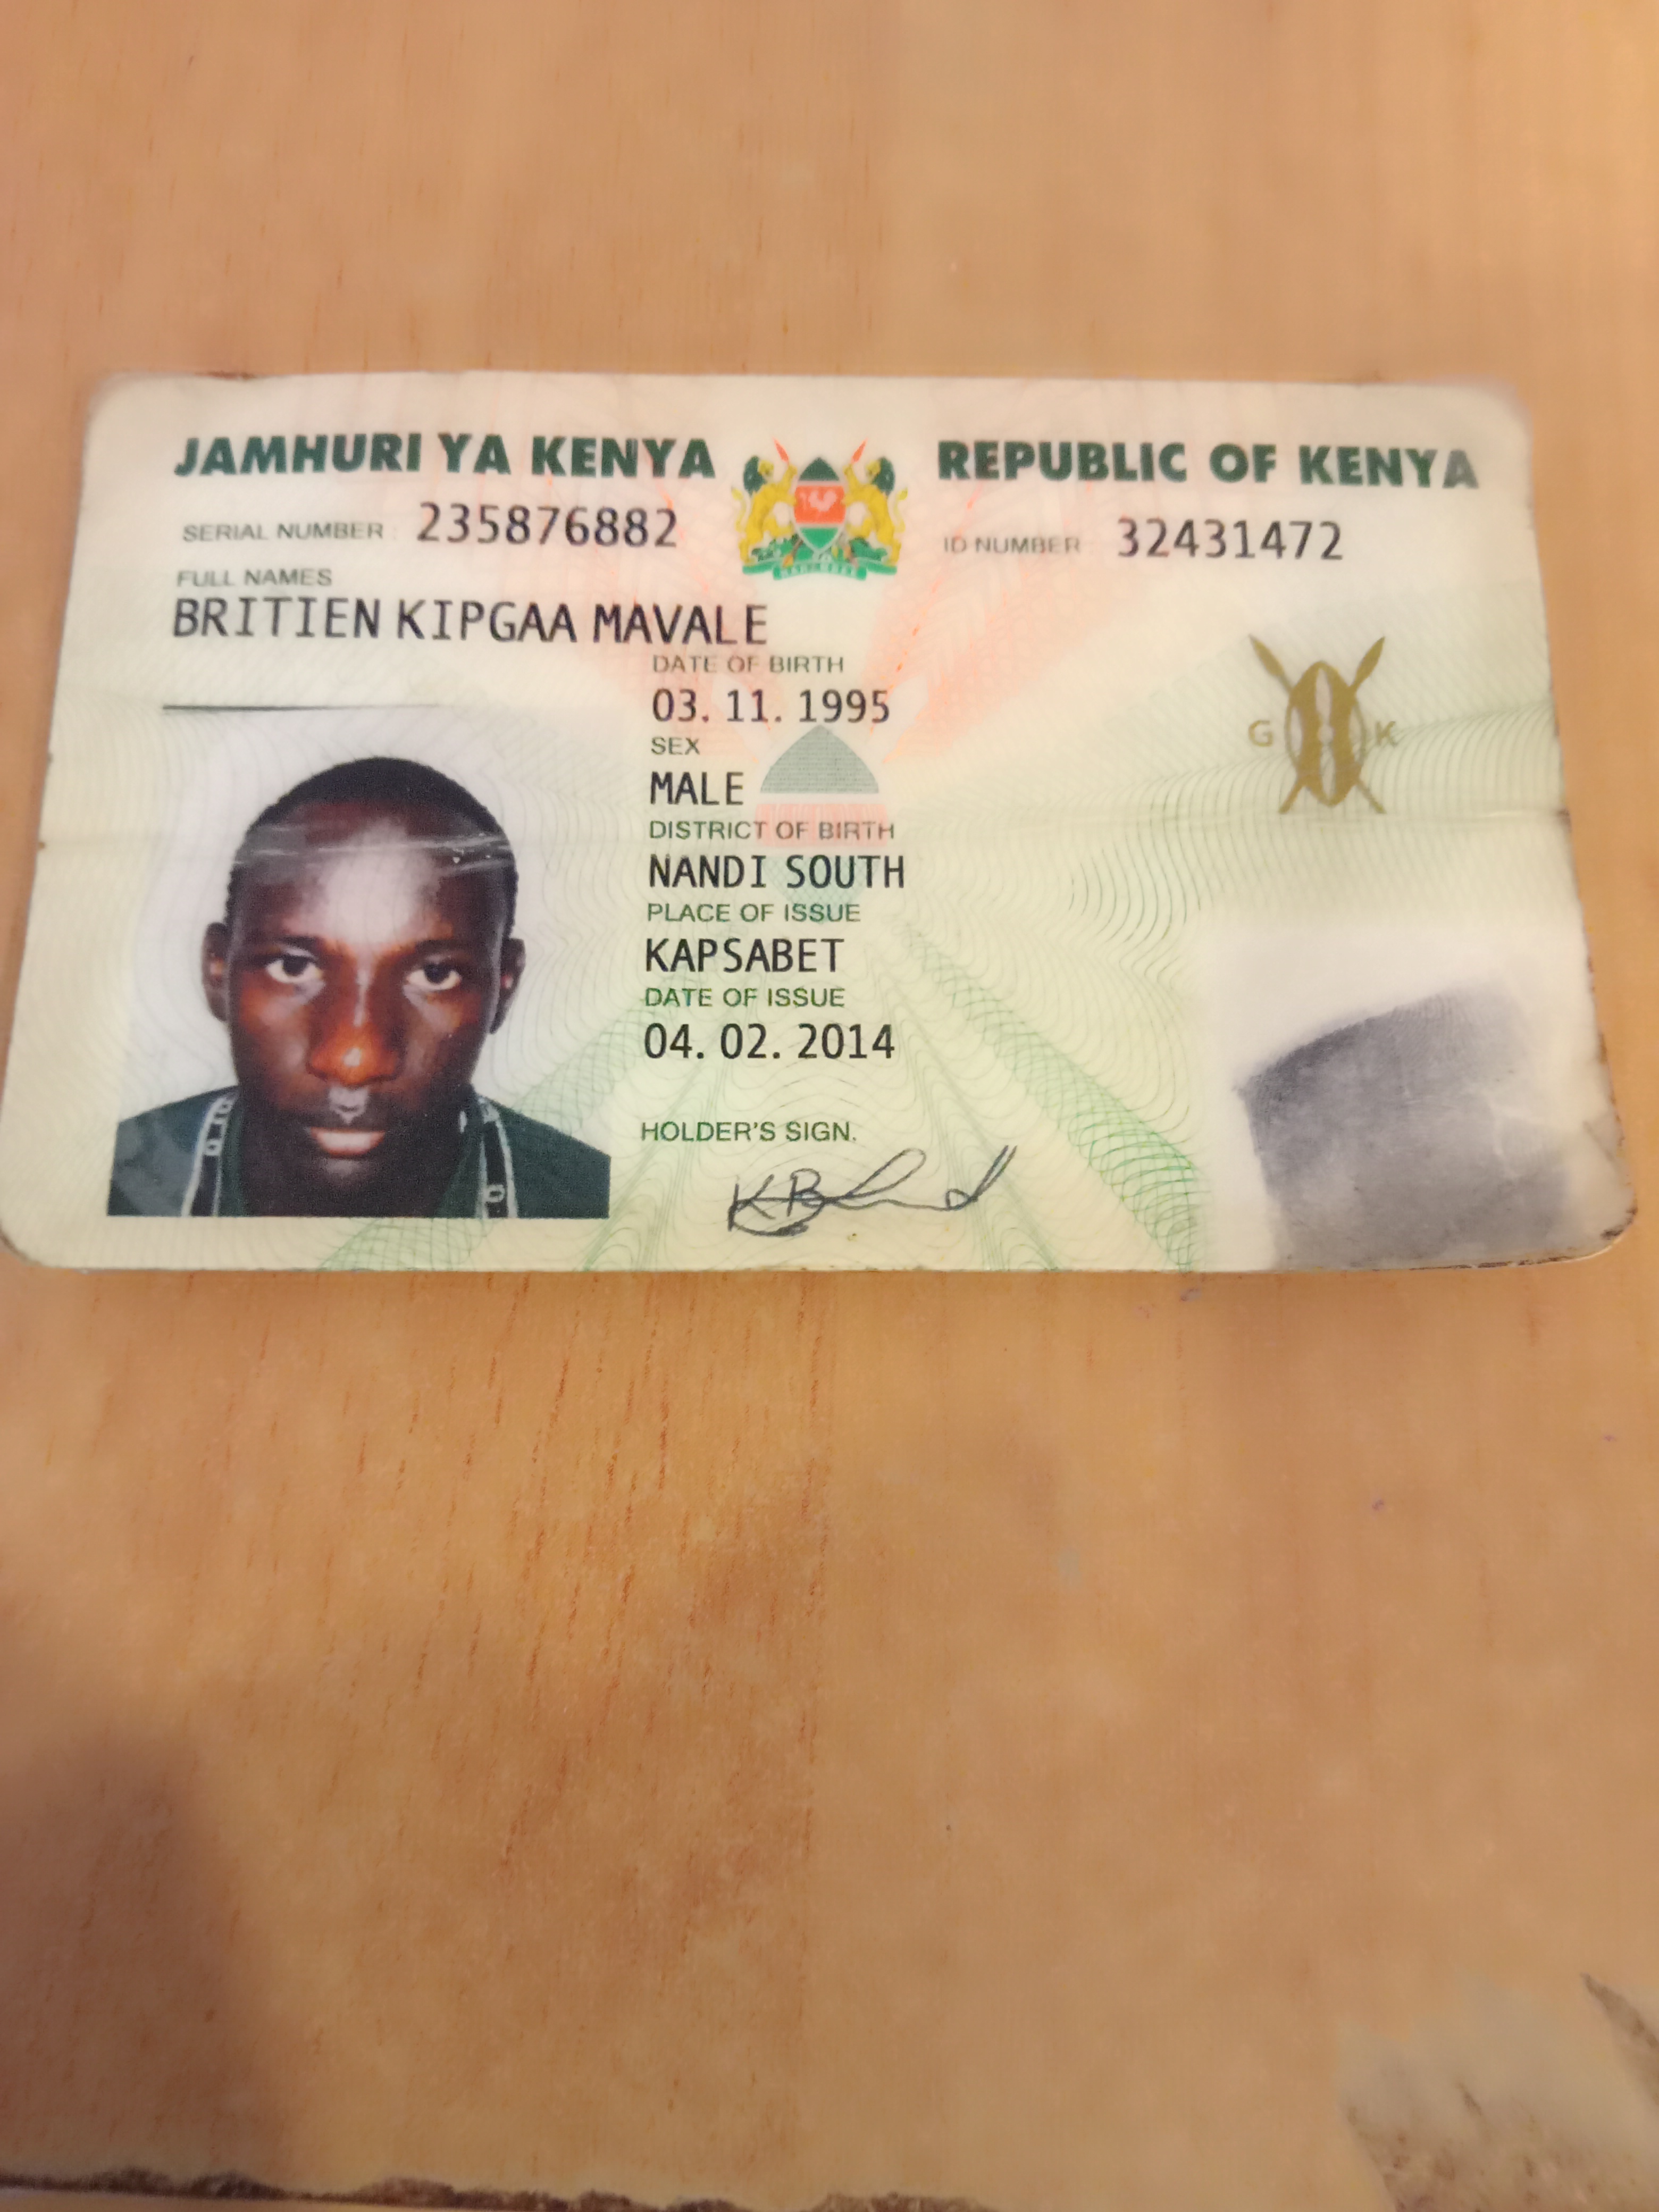 JAMHURI YA KENYA REPUBLIC OF KENYA
SERIAL NUMBER : 235876882 ID NUMBER : 32431472
FULL NAMES
BRITIEN KIPGAA MAVALE
DATE OF BIRTH
03. 11. 1995
SEX
MALE
G K
DISTRICT OF BIRTH
NANDI SOUTH
PLACE OF ISSUE
KAPSABET
DATE OF ISSUE
04. 02. 2014
HOLDER'S SIGN.